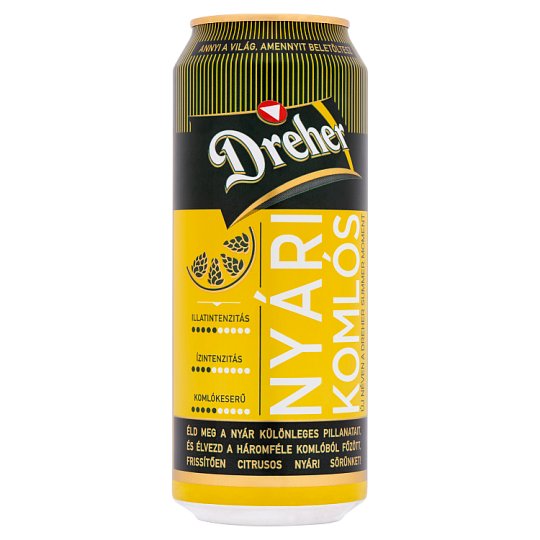 ANNYI A VILÁG, AMENNYIT BELETÖLTESZ
Dreher
NYÁRI
KOMLÓS
ÚJ NÉVEN A DREHER SUMMER MOMENT
ILLATINTENZITÁS
ÍZINTENZITÁS
KOMLÓKESERŰ
ÉLD MEG A NYÁR KÜLÖNLEGES PILLANATAIT,
ÉS ÉLVEZD A HÁROMFÉLE KOMLÓBÓL FŐZÖTT,
FRISSÍTŐEN CITRUSOS NYÁRI SÖRÜNKET!